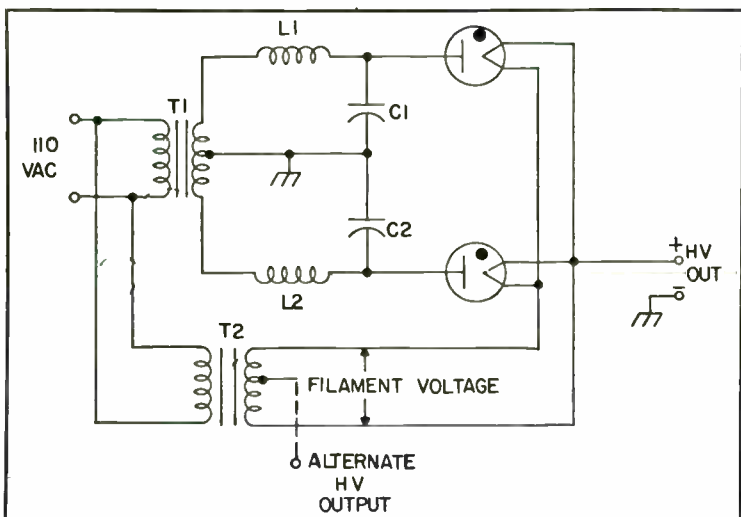 L1
T1
C1
110
VAC
C2
+ HV
OUT
−
L2
T2
FILAMENT VOLTAGE
ALTERNATE
HV
OUTPUT